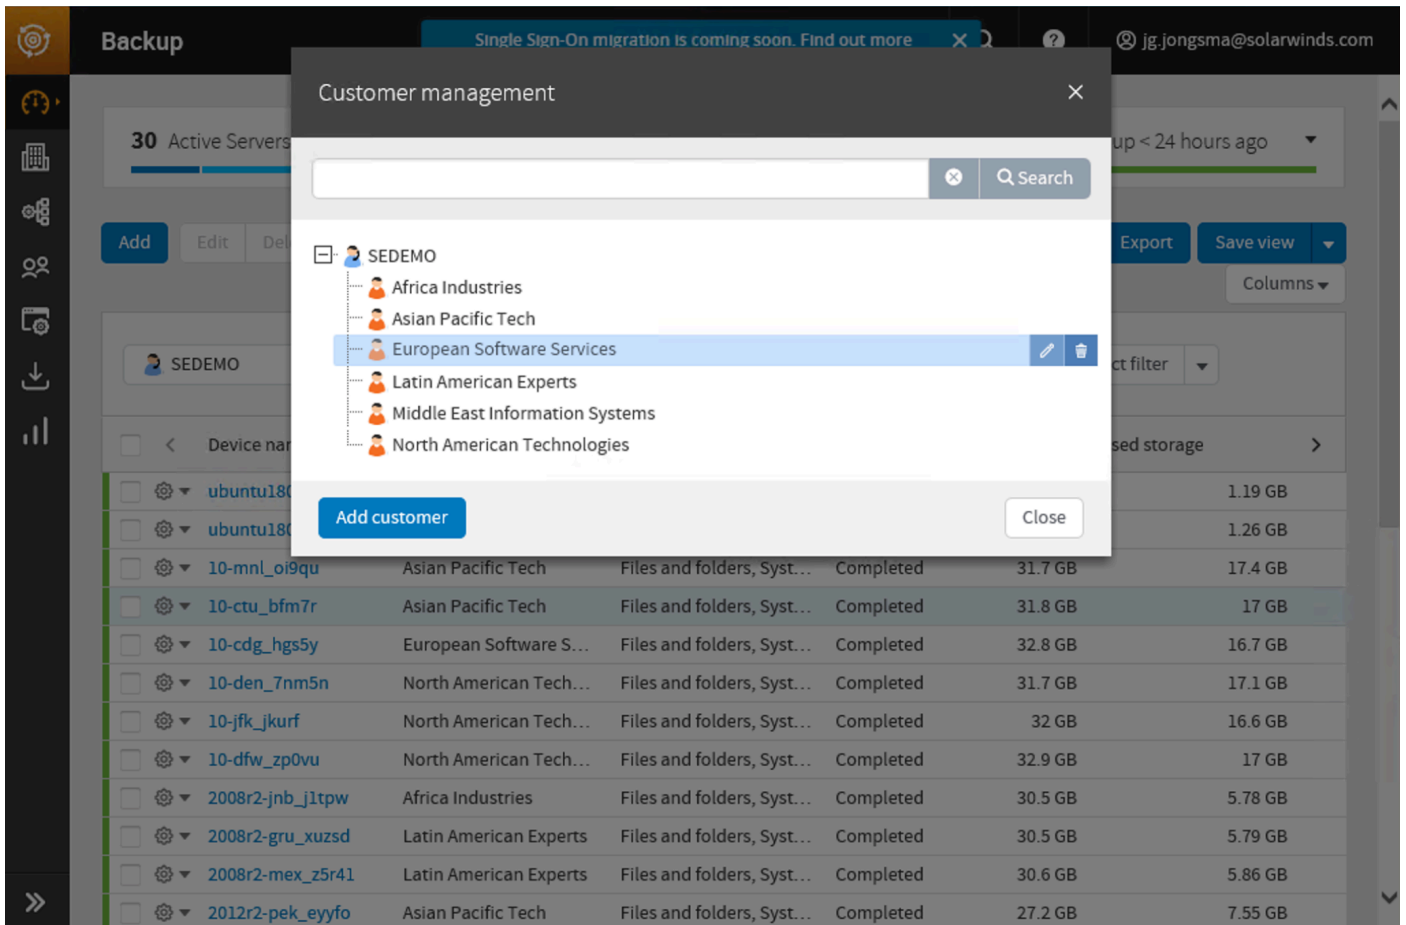 Backup
Single Sign-On migration is coming soon. Find out more
jg.jongsma@solarwinds.com
Customer management
30 Active Servers
up < 24 hours ago
Search
Add
Edit
Export
Save view
SEDEMO
Columns
Africa Industries
Asian Pacific Tech
European Software Services
SEDEMO
filter
Latin American Experts
Middle East Information Systems
North American Technologies
Device
storage
ubuntu180
1.19 GB
Add customer
Close
ubuntu180
1.26 GB
10-mnl_oi9qu Asian Pacific Tech Files and folders, Syst... Completed 31.7 GB 17.4 GB
10-ctu_bfm7r Asian Pacific Tech Files and folders, Syst... Completed 31.8 GB 17 GB
10-cdg_hgs5y European Software S... Files and folders, Syst... Completed 32.8 GB 16.7 GB
10-den_7nm5n North American Tech... Files and folders, Syst... Completed 31.7 GB 17.1 GB
10-jfk_jkurf North American Tech... Files and folders, Syst... Completed 32 GB 16.6 GB
10-dfw_zp0vu North American Tech... Files and folders, Syst... Completed 32.9 GB 17 GB
2008r2-jnb_j1tpw Africa Industries Files and folders, Syst... Completed 30.5 GB 5.78 GB
2008r2-gru_xuzsd Latin American Experts Files and folders, Syst... Completed 30.5 GB 5.79 GB
2008r2-mex_z5r41 Latin American Experts Files and folders, Syst... Completed 30.6 GB 5.86 GB
2012r2-pek_eyyfo Asian Pacific Tech Files and folders, Syst... Completed 27.2 GB 7.55 GB